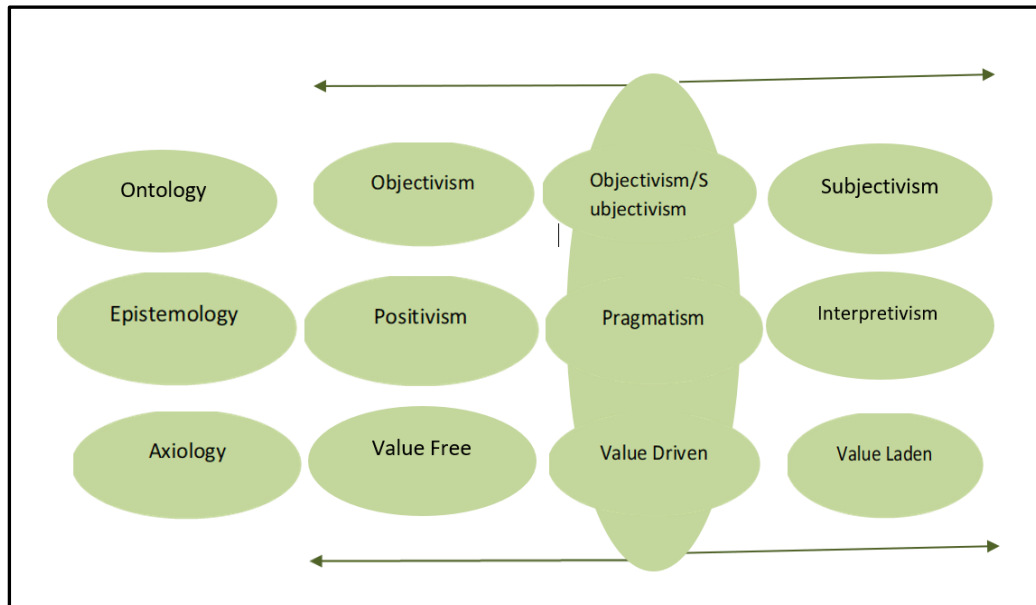 Ontology
Objectivism
Objectivism/S
ubjectivism
Subjectivism
Epistemology
Positivism
Pragmatism
Interpretivism
Axiology
Value Free
Value Driven
Value Laden